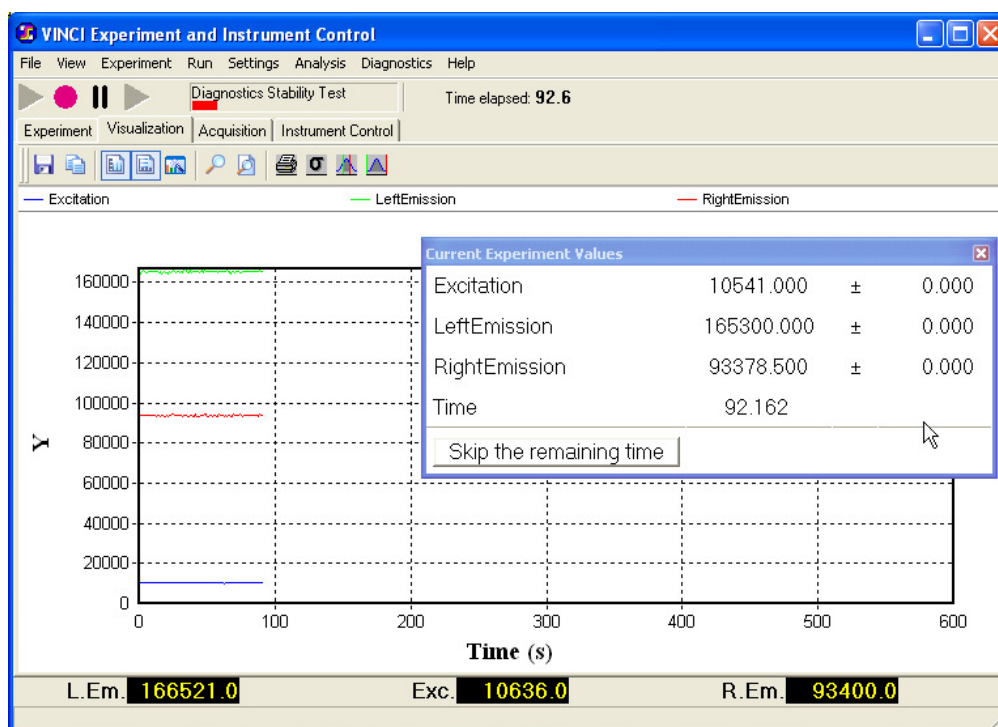 VINCI Experiment and Instrument Control
File View Experiment Run Settings Analysis Diagnostics Help
Diagnostics Stability Test Time elapsed: 92.6
Experiment Visualization Acquisition Instrument Control
σ
Excitation LeftEmission RightEmission
Current Experiment Values
Excitation 10541.000 ± 0.000
LeftEmission 165300.000 ± 0.000
RightEmission 93378.500 ± 0.000
Time 92.162
Skip the remaining time
160000
140000
120000
100000
80000
60000
40000
20000
0
Y
0 100 200 300 400 500 600
Time (s)
L.Em. 166521.0 Exc. 10636.0 R.Em. 93400.0